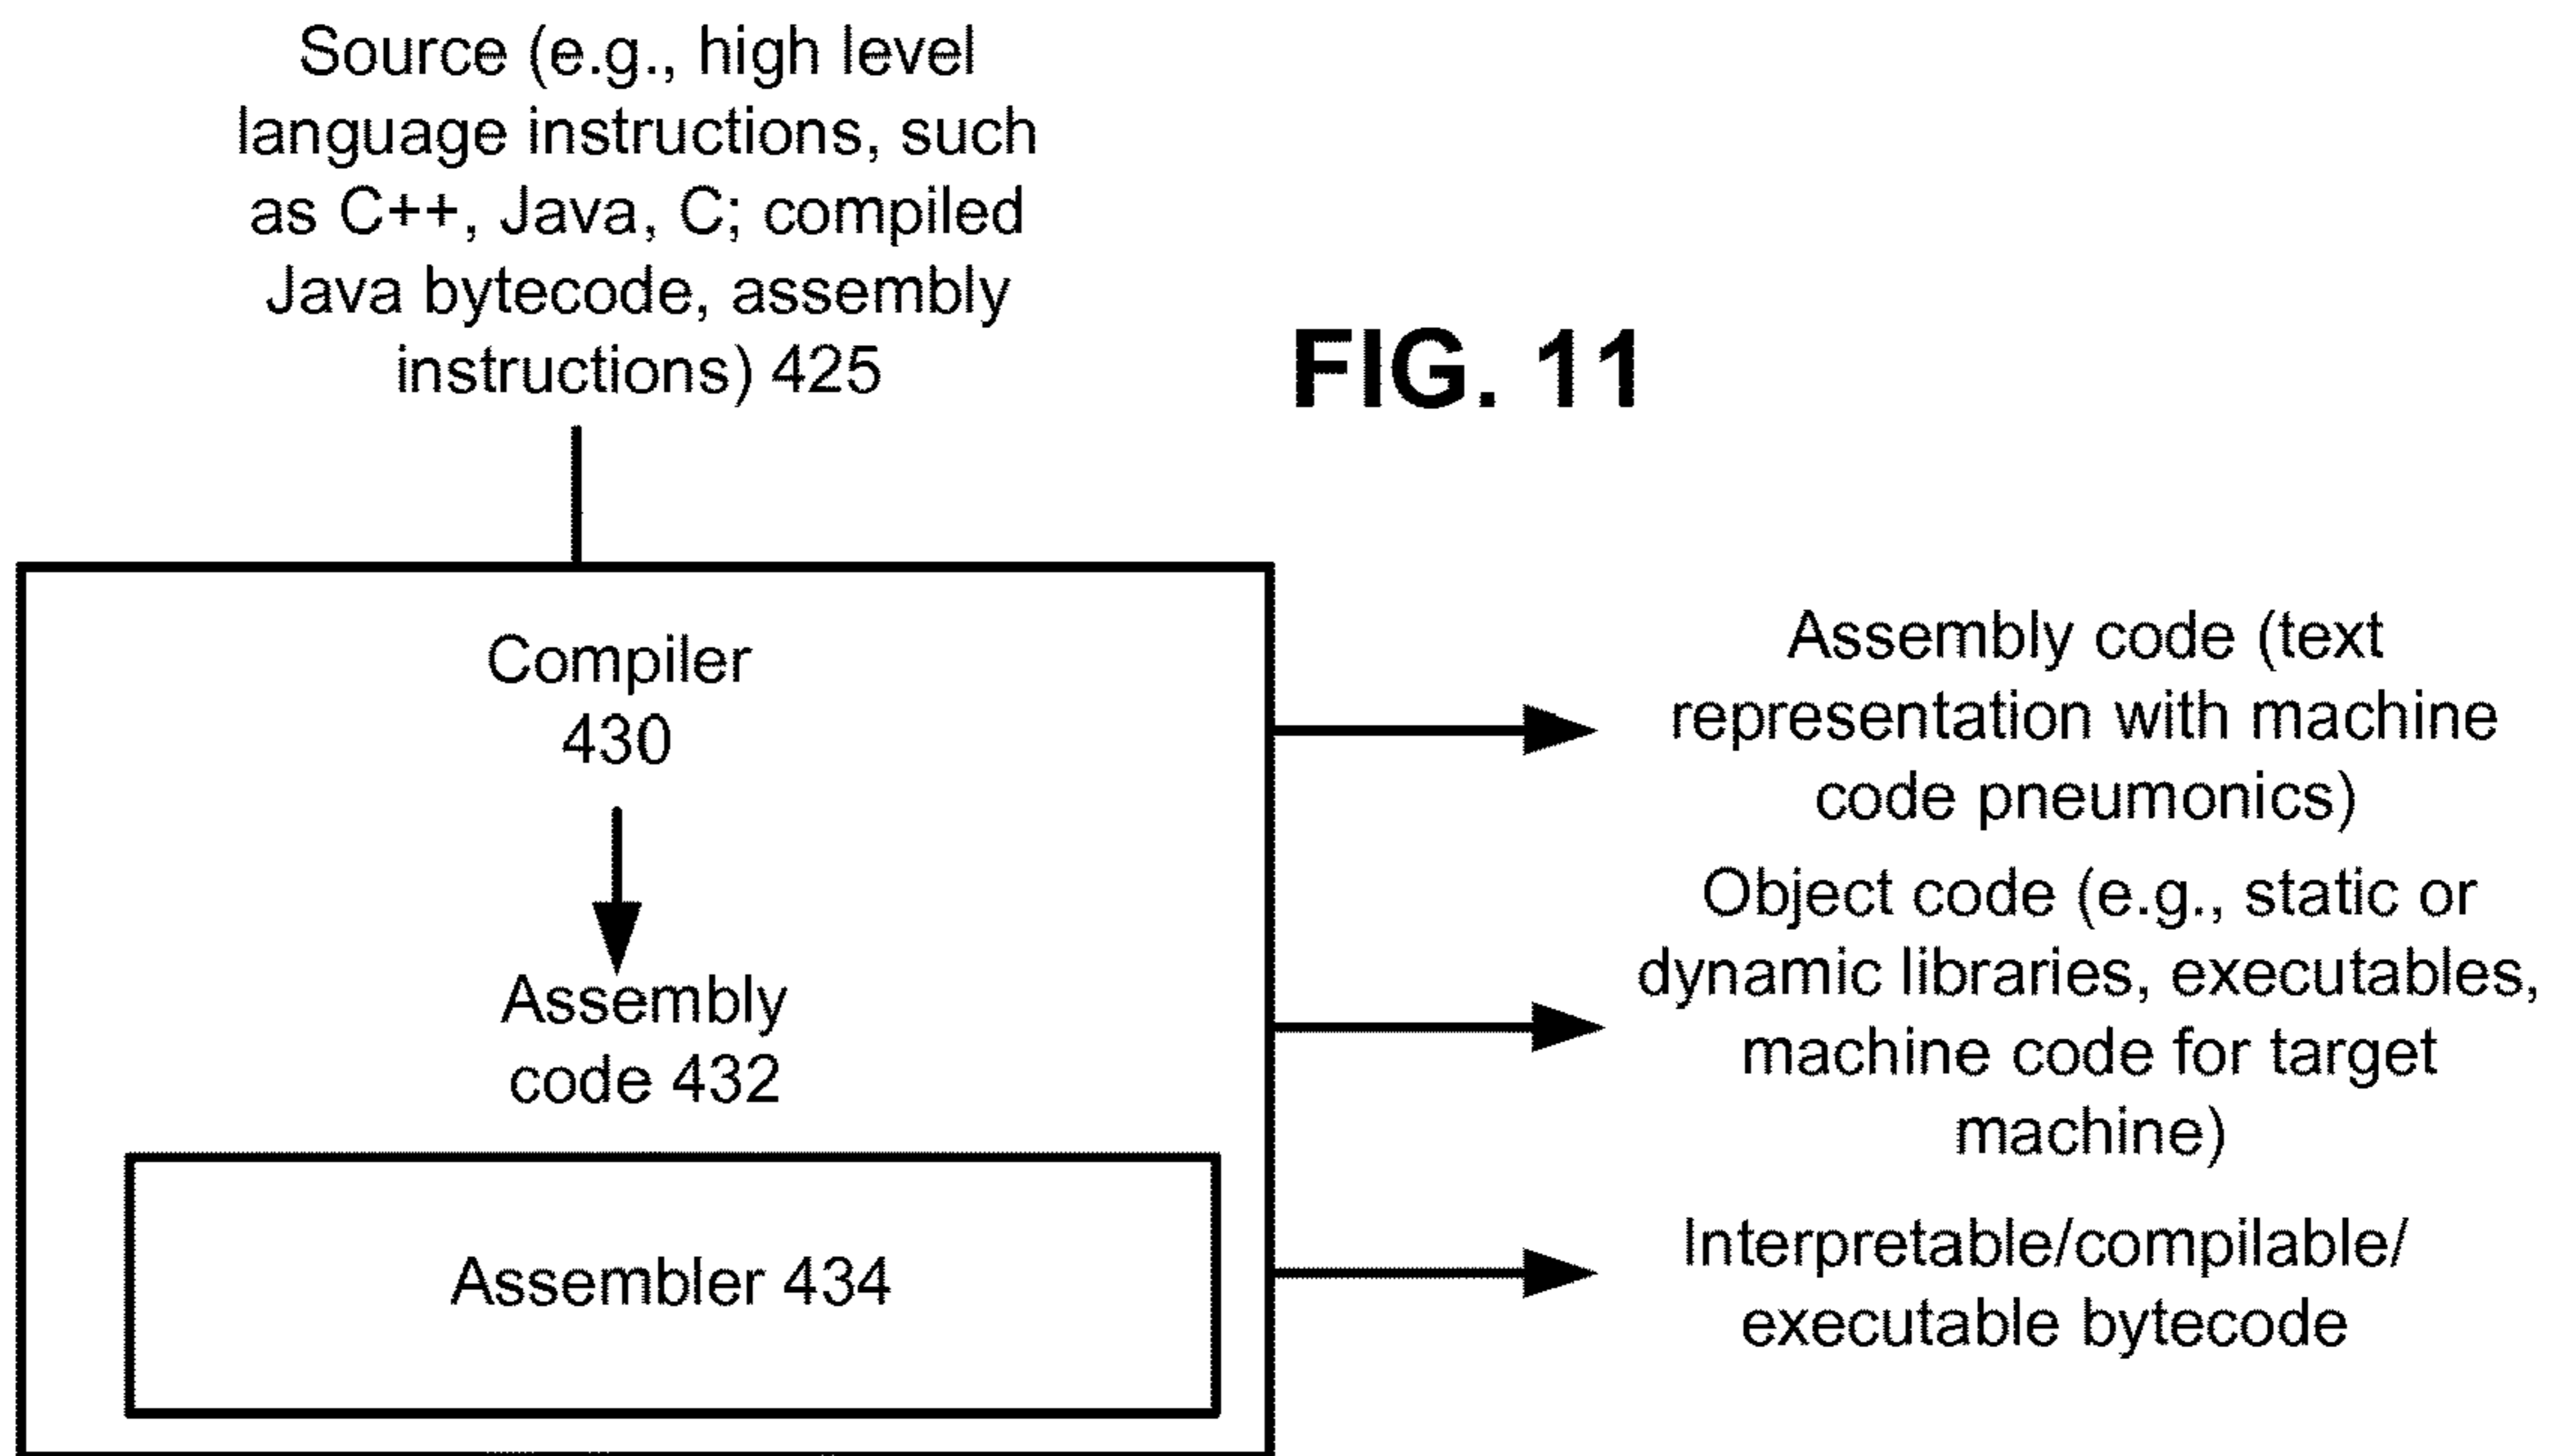 Source (e.g., high level
language instructions, such
as C++, Java, C; compiled
Java bytecode, assembly
instructions) 425
FIG. 11
Compiler
430
Assembly
code 432
Assembler 434
Assembly code (text
representation with machine
code pneumonics)
Object code (e.g., static or
dynamic libraries, executables,
machine code for target
machine)
Interpretable/compilable/
executable bytecode